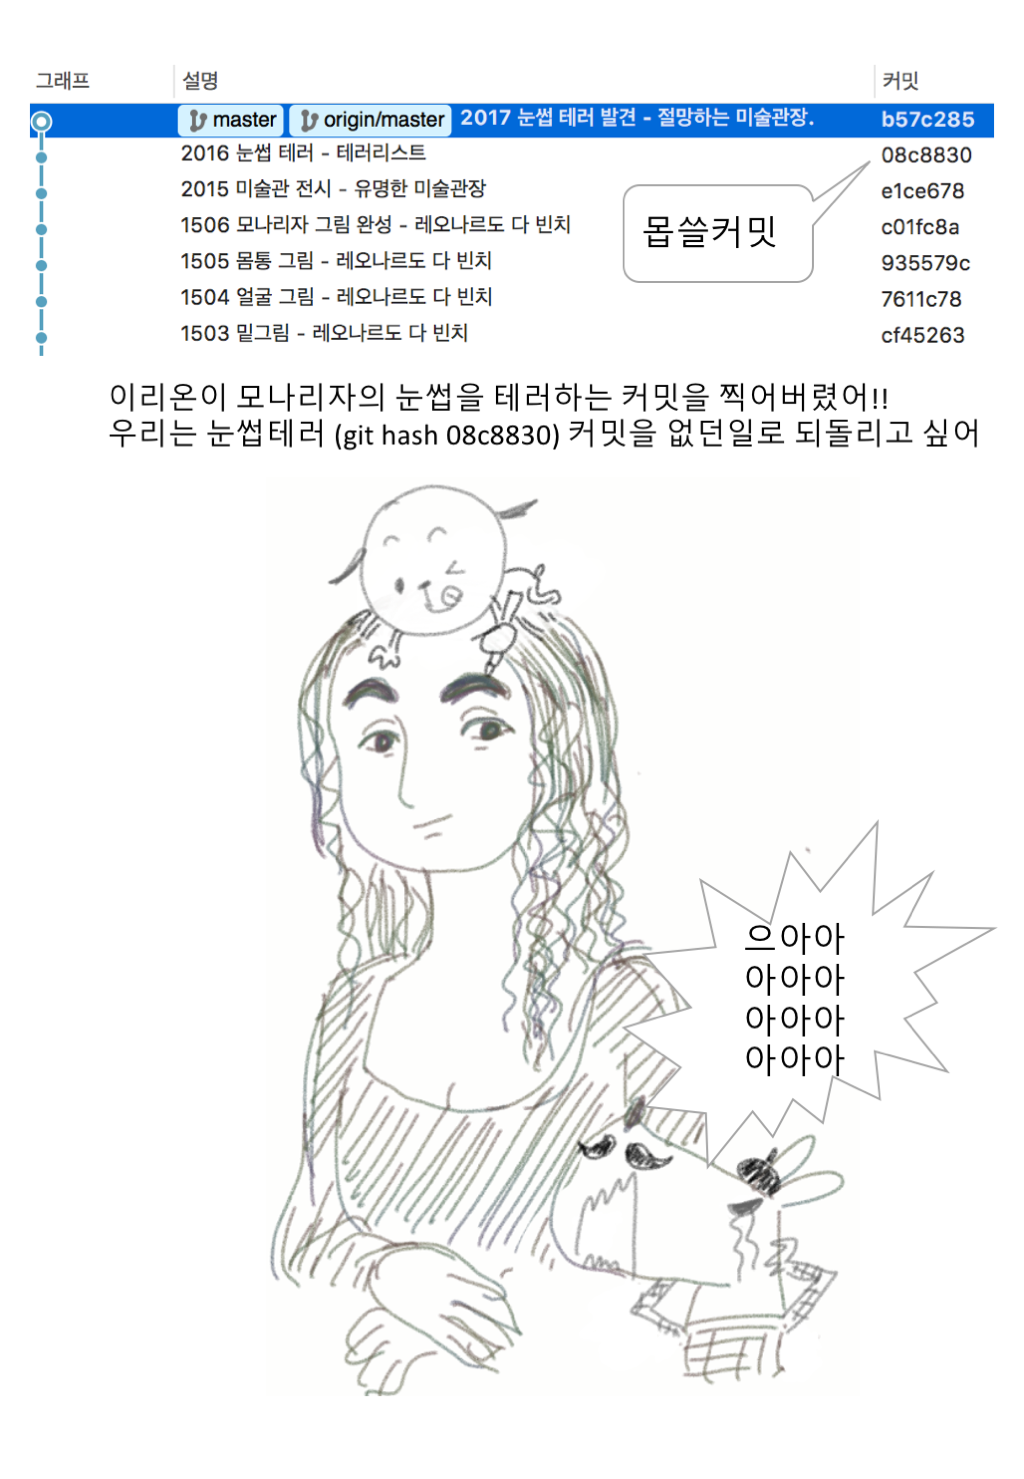 그래프 설명 커밋
master origin/master 2017 눈썹 테러 발견 - 절망하는 미술관장. b57c285
2016 눈썹 테러 - 테러리스트 08c8830
2015 미술관 전시 - 유명한 미술관장 e1ce678
1506 모나리자 그림 완성 - 레오나르도 다 빈치 c01fc8a
1505 몸통 그림 - 레오나르도 다 빈치 935579c
1504 얼굴 그림 - 레오나르도 다 빈치 7611c78
1503 밑그림 - 레오나르도 다 빈치 cf45263
몹쓸커밋
이리온이 모나리자의 눈썹을 테러하는 커밋을 찍어버렸어!!
우리는 눈썹테러 (git hash 08c8830) 커밋을 없던일로 되돌리고 싶어
으아아
아아아
아아아
아아아